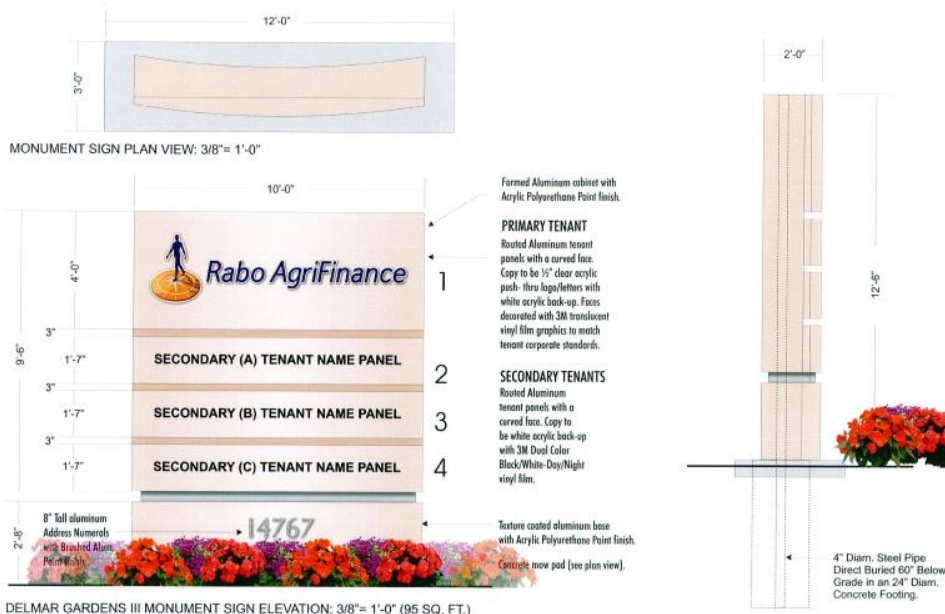 12'-0"
3'-0"
MONUMENT SIGN PLAN VIEW: 3/8"= 1'-0"
10'-0"
9'-6"
4'-0"
3"
1'-7"
3"
1'-7"
3"
1'-7"
2'-8"
Rabo AgriFinance
1
SECONDARY (A) TENANT NAME PANEL
2
SECONDARY (B) TENANT NAME PANEL
3
SECONDARY (C) TENANT NAME PANEL
4
14767
8" Tall aluminum
Address Numerals
with Brushed Alum.
Paint
DELMAR GARDENS III MONUMENT SIGN ELEVATION: 3/8"= 1'-0" (95 SQ. FT.)
Formed Aluminum cabinet with
Acrylic Polyurethane Paint finish.
PRIMARY TENANT
Routed Aluminum tenant
panels with a curved face.
Copy to be ½" clear acrylic
push- thru logo/letters with
white acrylic back-up. Faces
decorated with 3M translucent
vinyl film graphics to match
tenant corporate standards.
SECONDARY TENANTS
Routed Aluminum
tenant panels with a
curved face. Copy to
be white acrylic back-up
with 3M Dual Color
Black/White-Day/Night
vinyl film.
Texture coated aluminum base
with Acrylic Polyurethane Paint finish.
Concrete mow pad (see plan view).
2'-0"
12'-6"
4" Diam. Steel Pipe
Direct Buried 60" Below
Grade in an 24" Diam.
Concrete Footing.